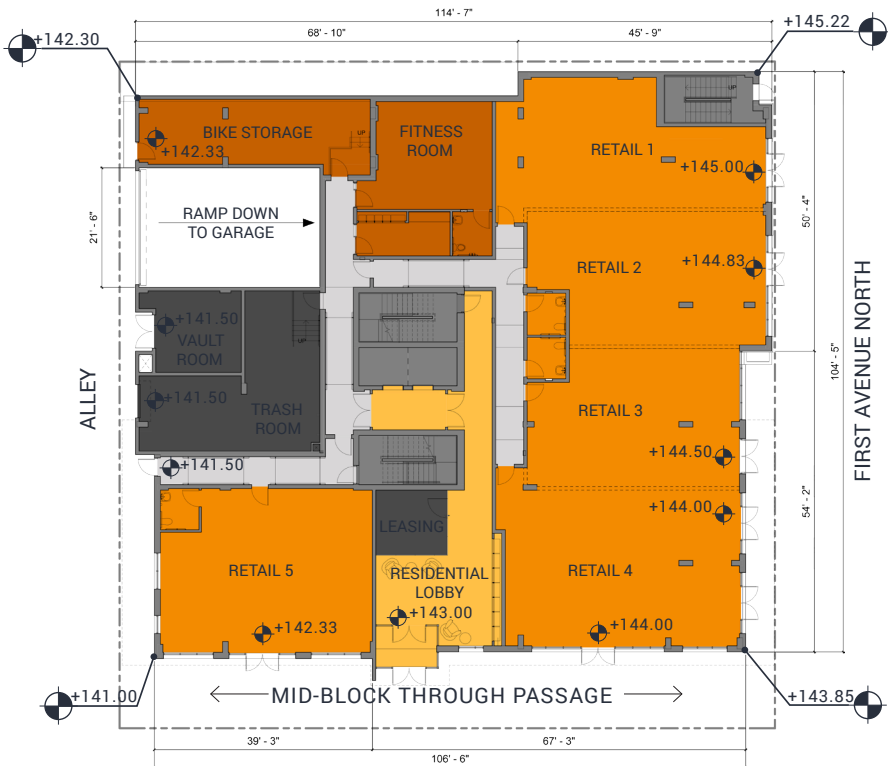 114' - 7"
68' - 10"
45' - 9"
+142.30
+145.22
BIKE STORAGE
+142.33
UP
FITNESS
ROOM
UP
RETAIL 1
+145.00
RAMP DOWN
TO GARAGE
21' - 6"
50' - 4"
RETAIL 2
+144.83
+141.50
VAULT
ROOM
UP
+141.50
TRASH
ROOM
ALLEY
FIRST AVENUE NORTH
104' - 5"
RETAIL 3
+144.50
+141.50
+144.00
54' - 2"
LEASING
RETAIL 5
RESIDENTIAL
LOBBY
RETAIL 4
+143.00
+142.33
+144.00
+141.00
MID-BLOCK THROUGH PASSAGE
+143.85
39' - 3"
67' - 3"
106' - 6"